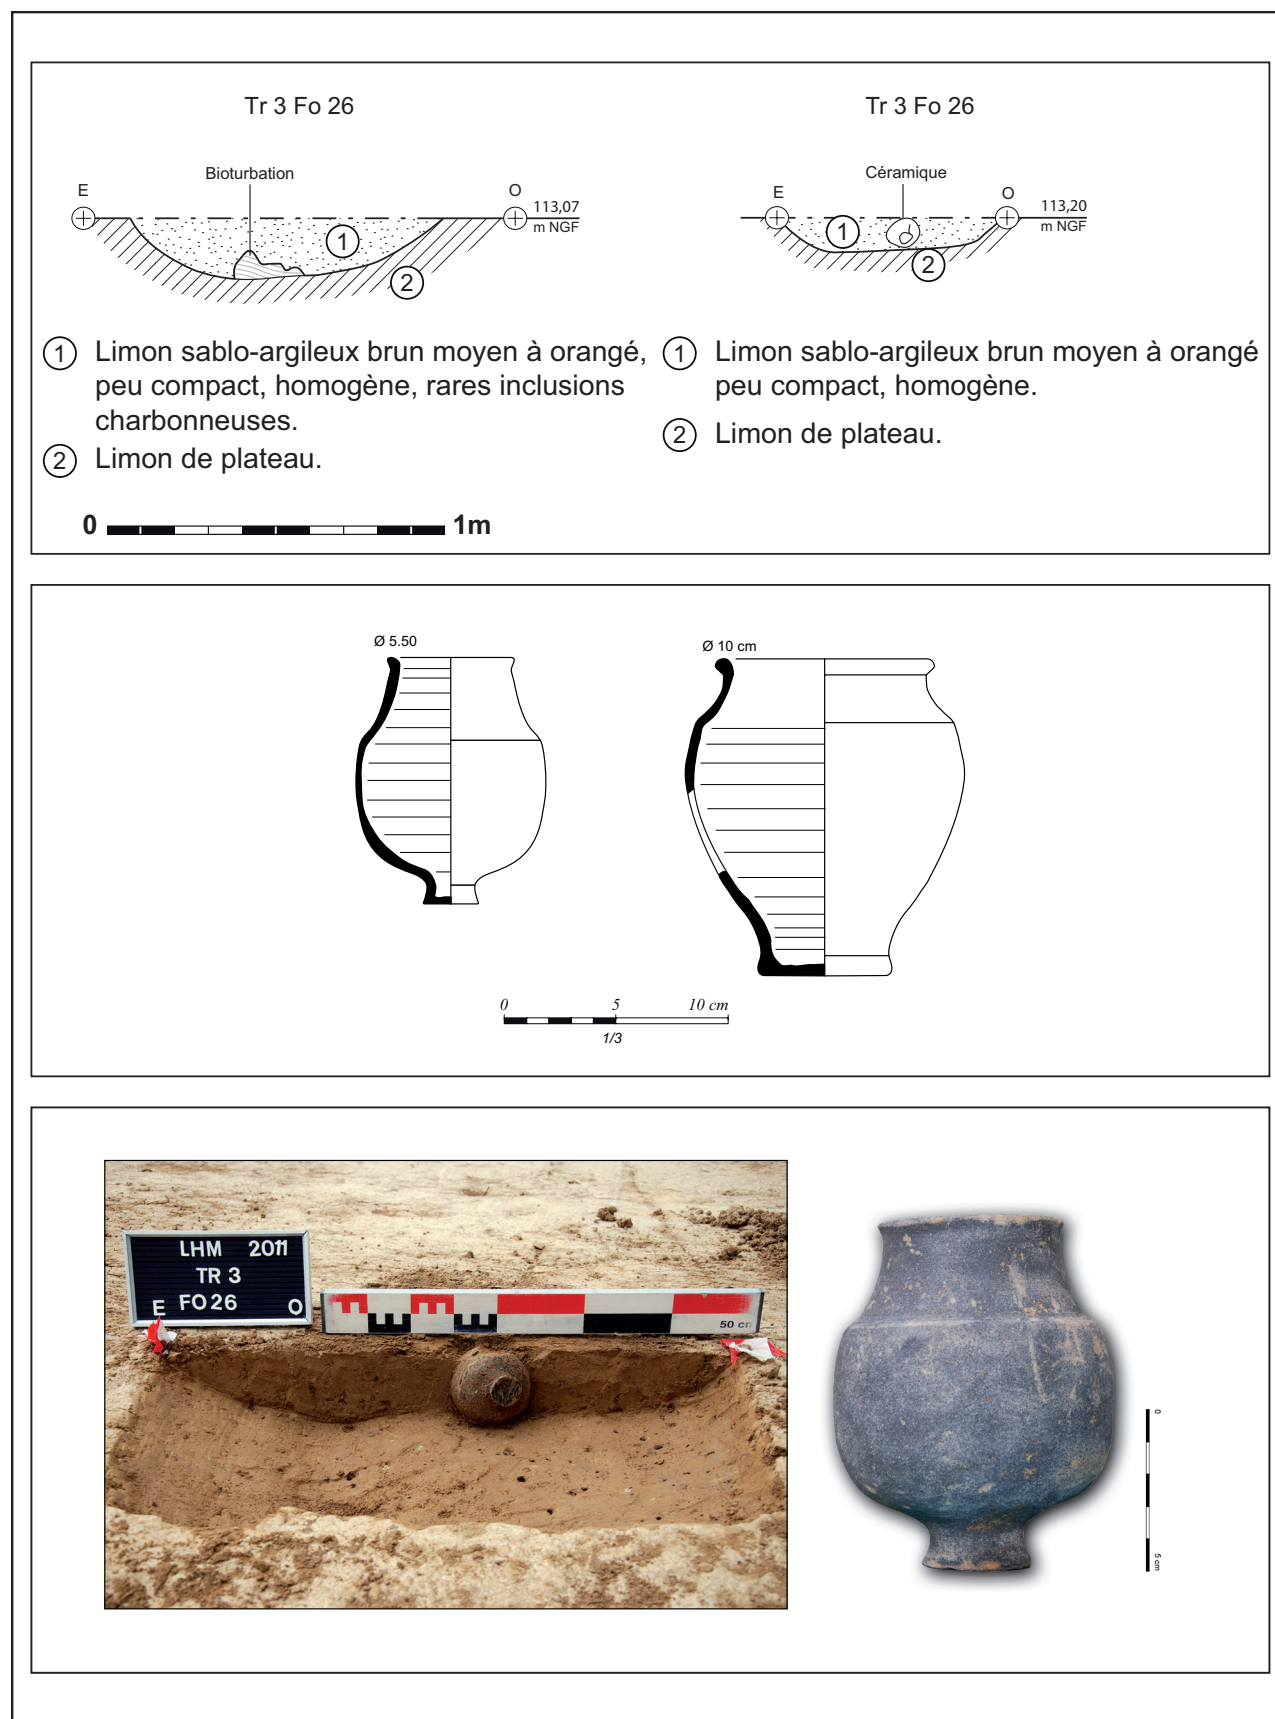 Tr 3 Fo 26
Bioturbation
E
O
113,07
m NGF
1
2
1 Limon sablo-argileux brun moyen à orangé,
peu compact, homogène, rares inclusions
charbonneuses.
2 Limon de plateau.
0 1m
Tr 3 Fo 26
Céramique
E
O
113,20
m NGF
1
2
1 Limon sablo-argileux brun moyen à orangé
peu compact, homogène.
2 Limon de plateau.
Ø 5.50
Ø 10 cm
0 5 10 cm
1/3
LHM 2011
TR 3
E FO 26 O
50 cm
0
5 cm